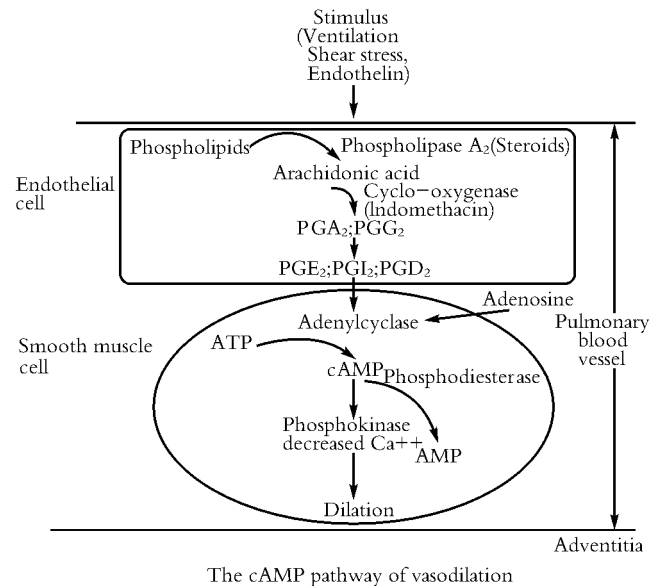 Stimulus
(Ventilation
Shear stress,
Endothelin)
Phospholipids
Phospholipase A₂(Steroids)
Arachidonic acid
Endothelial
cell
Cyclo-oxygenase
(Indomethacin)
PGA₂;PGG₂
PGE₂;PGI₂;PGD₂
Adenosine
Adenylcyclase
Pulmonary
blood
vessel
Smooth muscle
cell
ATP
cAMP
Phosphodiesterase
Phosphokinase
decreased Ca++
AMP
Dilation
Adventitia
The cAMP pathway of vasodilation